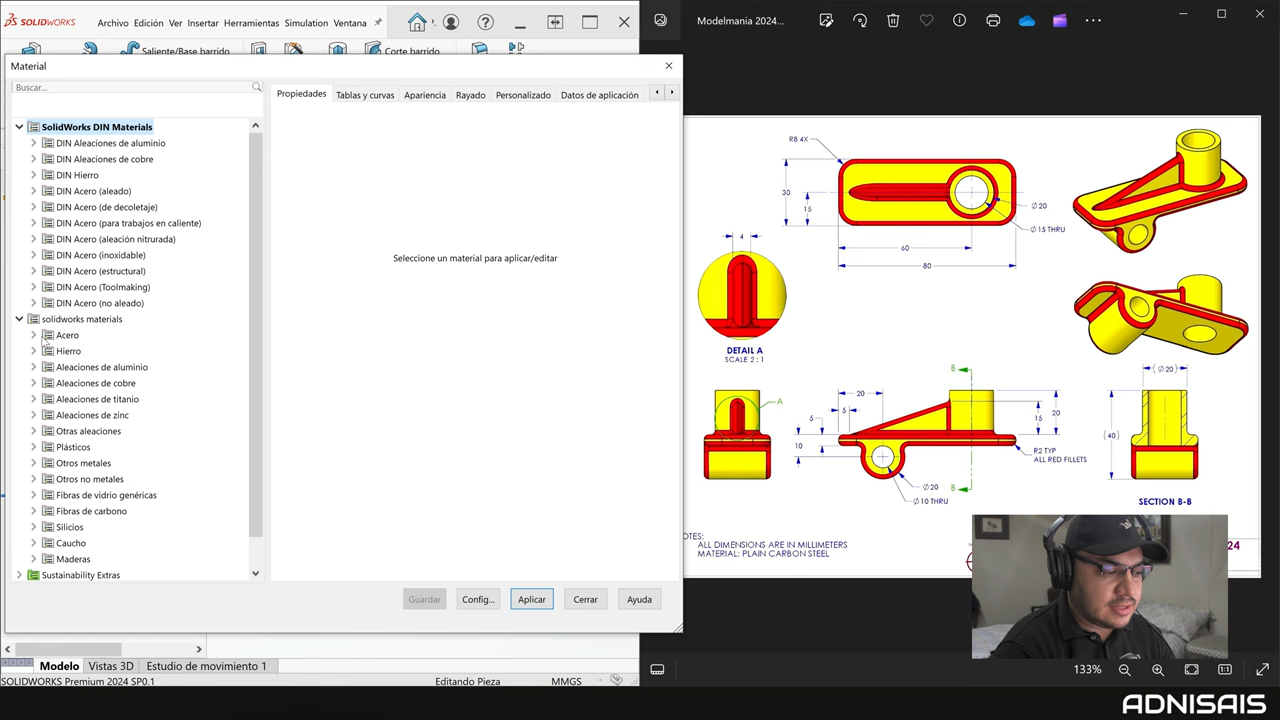 SOLIDWORKS
Archivo Edición Ver Insertar Herramientas Simulation Ventana
Saliente/Base barrido
Corte barrido
Material
Buscar...
SolidWorks DIN Materials
DIN Aleaciones de aluminio
DIN Aleaciones de cobre
DIN Hierro
DIN Acero (aleado)
DIN Acero (de decoletaje)
DIN Acero (para trabajos en caliente)
DIN Acero (aleación nitrurada)
DIN Acero (inoxidable)
DIN Acero (estructural)
DIN Acero (Toolmaking)
DIN Acero (no aleado)
solidworks materials
Acero
Hierro
Aleaciones de aluminio
Aleaciones de cobre
Aleaciones de titanio
Aleaciones de zinc
Otras aleaciones
Plásticos
Otros metales
Otros no metales
Fibras de vidrio genéricas
Fibras de carbono
Silicios
Caucho
Maderas
Sustainability Extras
Propiedades Tablas y curvas Apariencia Rayado Personalizado Datos de aplicación
Seleccione un material para aplicar/editar
Guardar Config... Aplicar Cerrar Ayuda
Modelo Vistas 3D Estudio de movimiento 1
SOLIDWORKS Premium 2024 SP0.1 Editando Pieza MMGS
Modelmania 2024...
R8 4X
30
15
Ø20
Ø15 THRU
60
80
4
DETAIL A
SCALE 2 : 1
A
B
20
5
5
10
15
20
R2 TYP
ALL RED FILLETS
Ø20
Ø10 THRU
B
(Ø20)
(40)
SECTION B-B
OTES:
ALL DIMENSIONS ARE IN MILLIMETERS
MATERIAL: PLAIN CARBON STEEL
24
133%
1:1
ADNISAIS